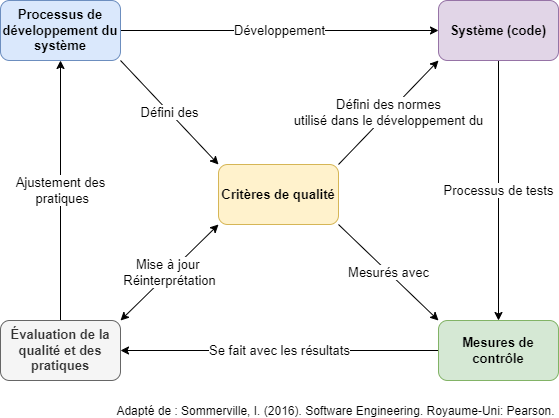 Processus de
développement du
système
Développement
Système (code)
Défini des
Défini des normes
utilisé dans le développement du
Critères de qualité
Ajustement des
pratiques
Processus de tests
Mise à jour
Réinterprétation
Mesurés avec
Évaluation de la
qualité et des
pratiques
Se fait avec les résultats
Mesures de
contrôle
Adapté de : Sommerville, I. (2016). Software Engineering. Royaume-Uni: Pearson.